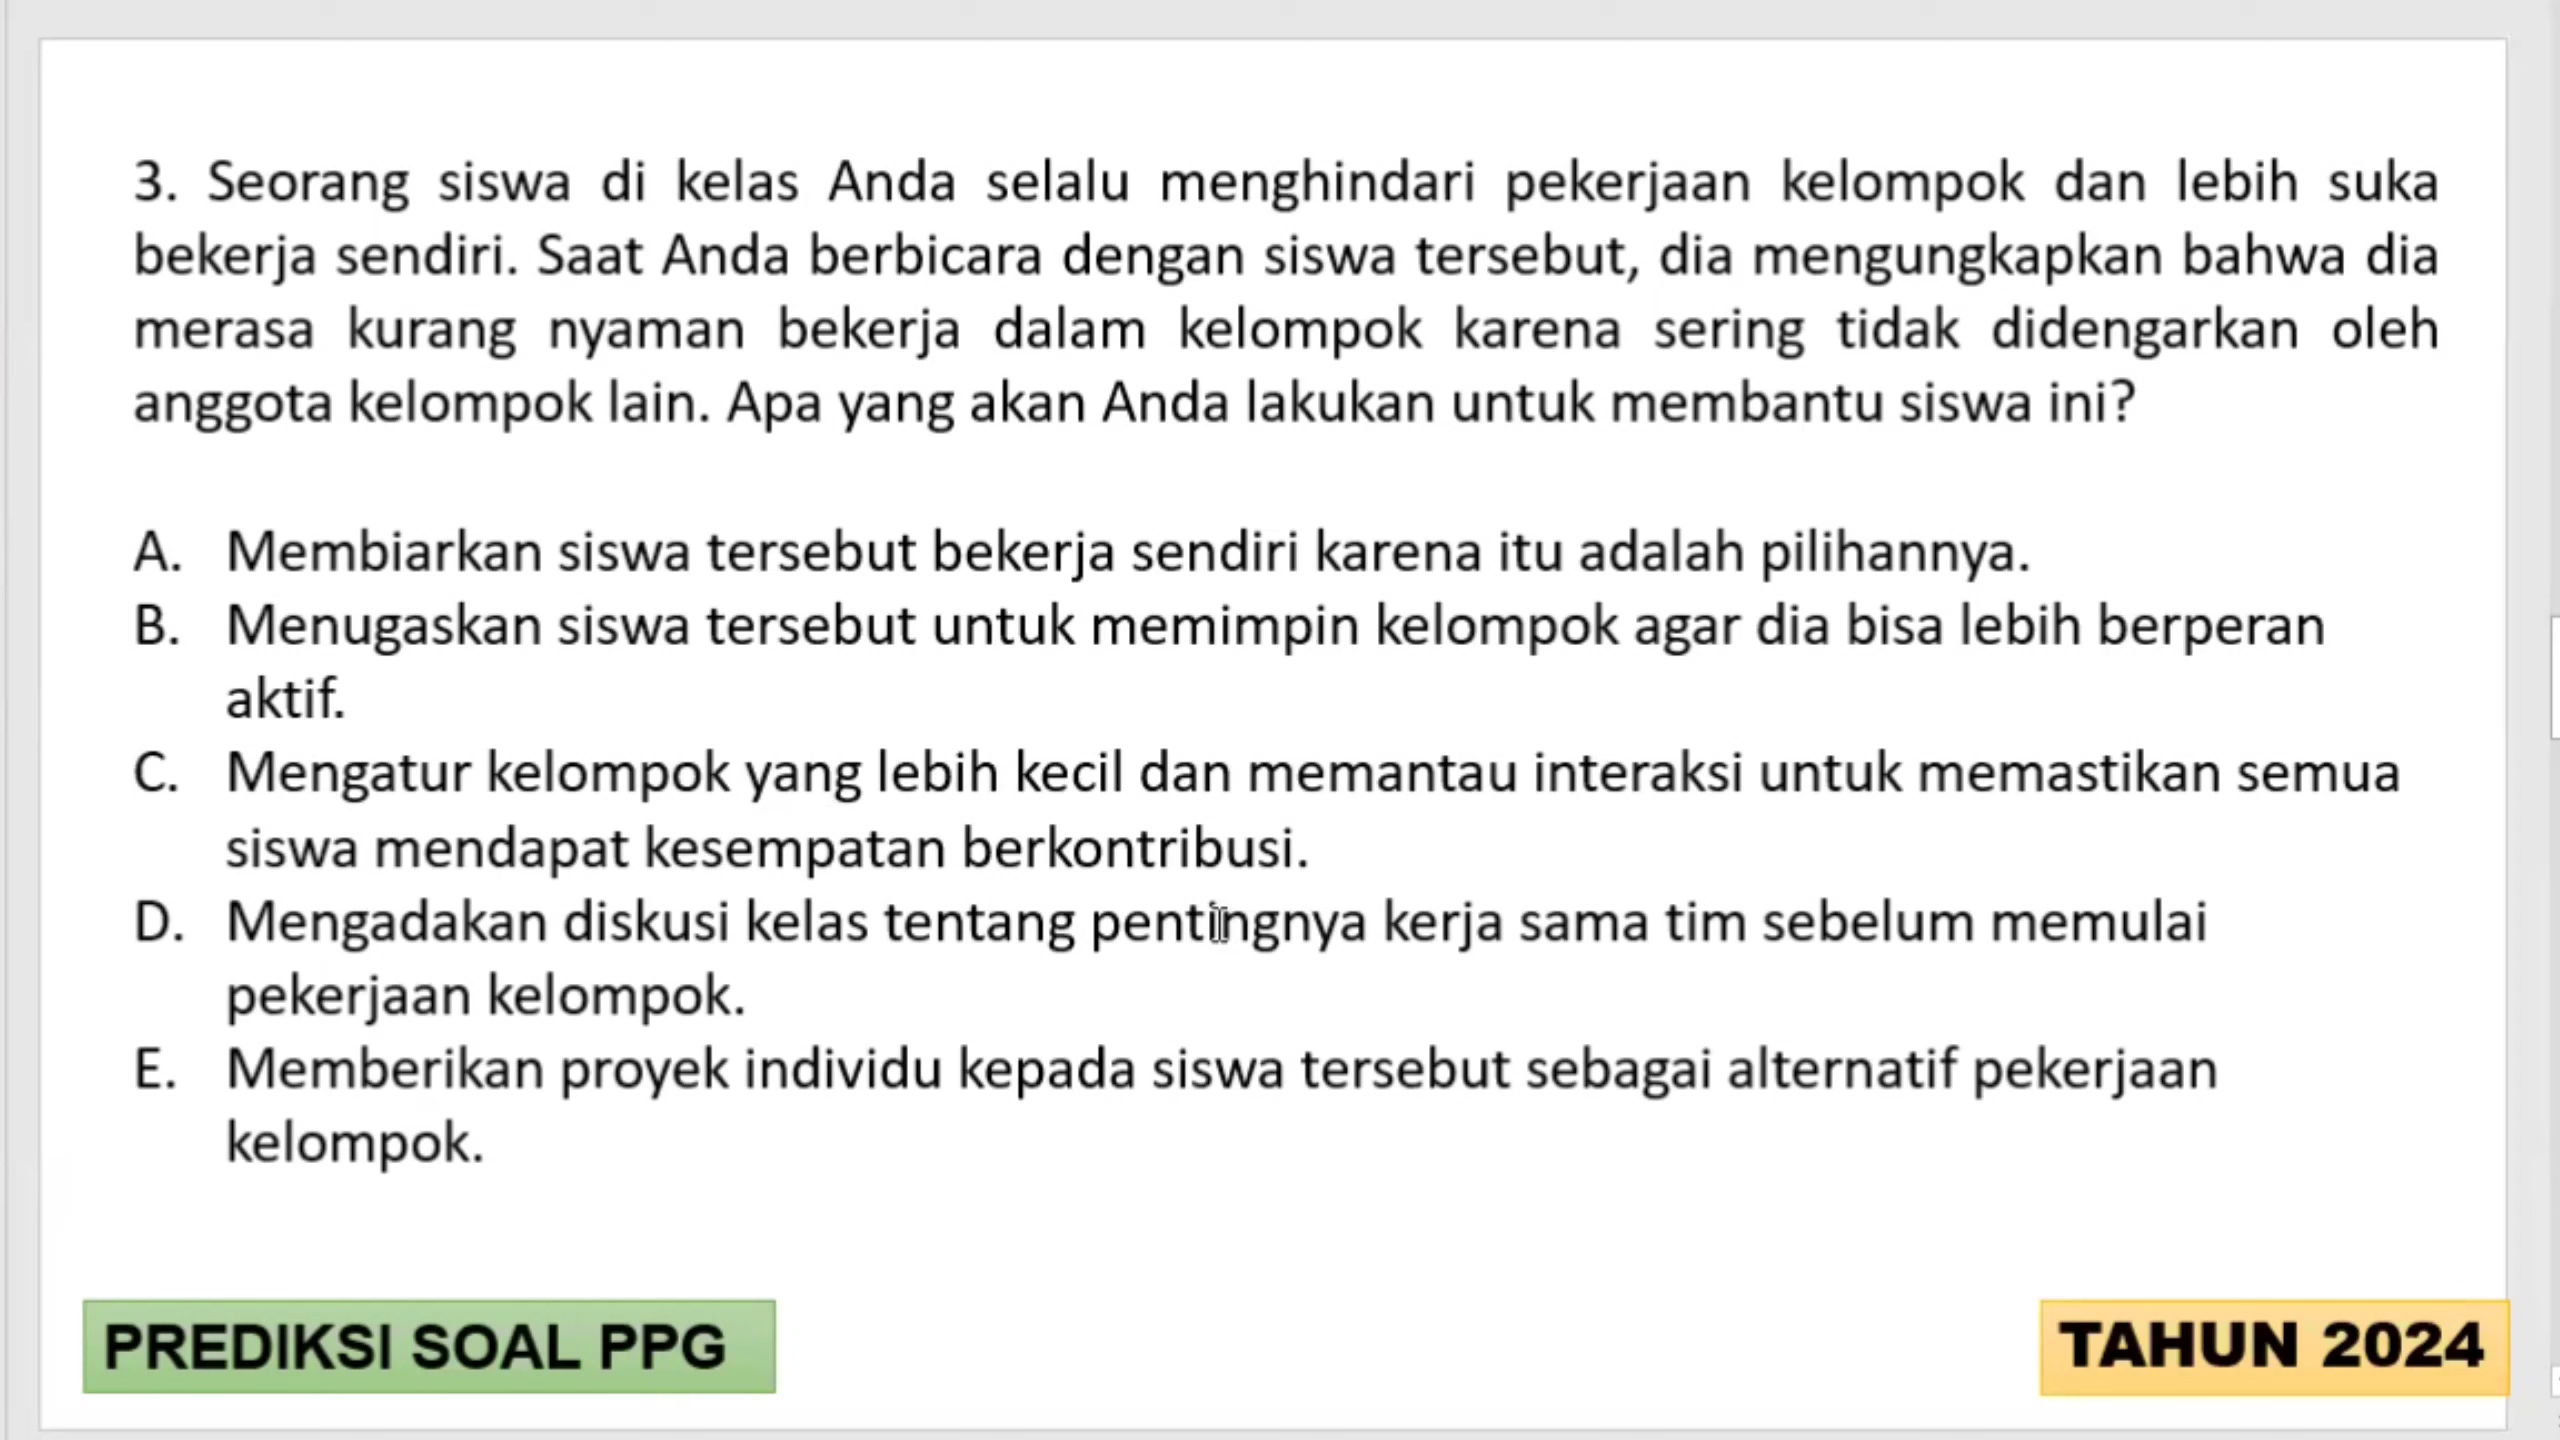 3. Seorang siswa di kelas Anda selalu menghindari pekerjaan kelompok dan lebih suka
bekerja sendiri. Saat Anda berbicara dengan siswa tersebut, dia mengungkapkan bahwa dia
merasa kurang nyaman bekerja dalam kelompok karena sering tidak didengarkan oleh
anggota kelompok lain. Apa yang akan Anda lakukan untuk membantu siswa ini?
A. Membiarkan siswa tersebut bekerja sendiri karena itu adalah pilihannya.
B. Menugaskan siswa tersebut untuk memimpin kelompok agar dia bisa lebih berperan
aktif.
C. Mengatur kelompok yang lebih kecil dan memantau interaksi untuk memastikan semua
siswa mendapat kesempatan berkontribusi.
D. Mengadakan diskusi kelas tentang pentingnya kerja sama tim sebelum memulai
pekerjaan kelompok.
E. Memberikan proyek individu kepada siswa tersebut sebagai alternatif pekerjaan
kelompok.
PREDIKSI SOAL PPG
TAHUN 2024